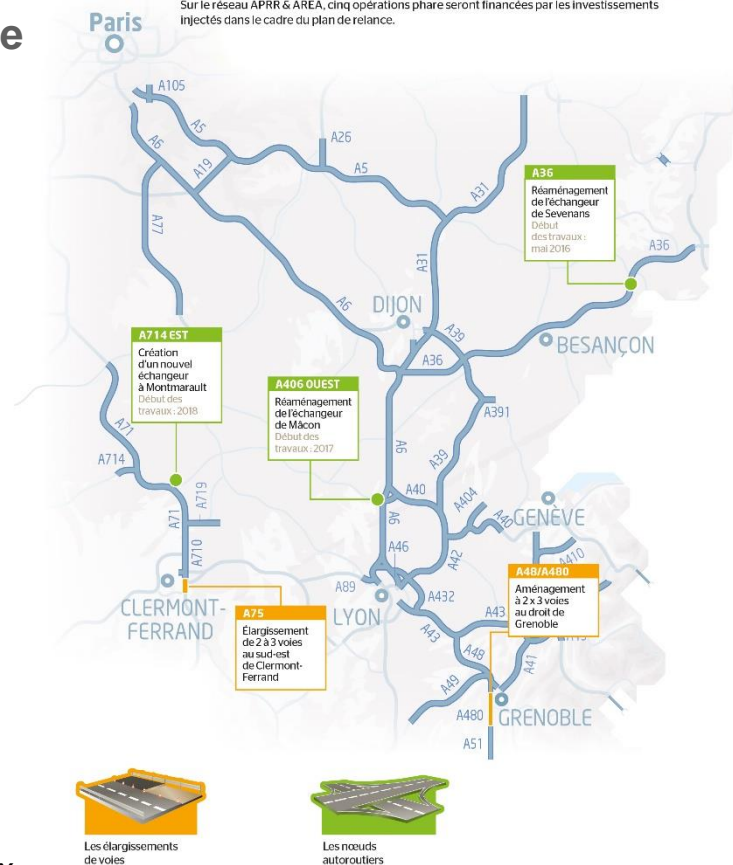 Sur le réseau APRR & AREA, cinq opérations phare seront financées par les investissements
injectés dans le cadre du plan de relance.
e
Paris
A105
A5
A6
A19
A26
A5
A77
A31
A31
A6
A36
Réaménagement
de l'échangeur
de Sevenans
Début
des travaux :
mai 2016
A36
DIJON
A39
BESANÇON
A36
A714 EST
Création
d'un nouvel
échangeur
à Montmarault
Début des
travaux : 2018
A406 OUEST
Réaménagement
de l'échangeur
de Mâcon
Début des
travaux : 2017
A391
A71
A6
A39
A714
A719
A71
A40
A404
A40
GENÈVE
A6
A710
A46
A42
A410
A48/A480
Aménagement
à 2 x 3 voies
au droit de
Grenoble
A89
A432
CLERMONT-
FERRAND
LYON
A75
Élargissement
de 2 à 3 voies
au sud-est
de Clermont-
Ferrand
A43
A43
A48
A41
A49
A480
GRENOBLE
A51
Les élargissements
de voies
Les nœuds
autoroutiers